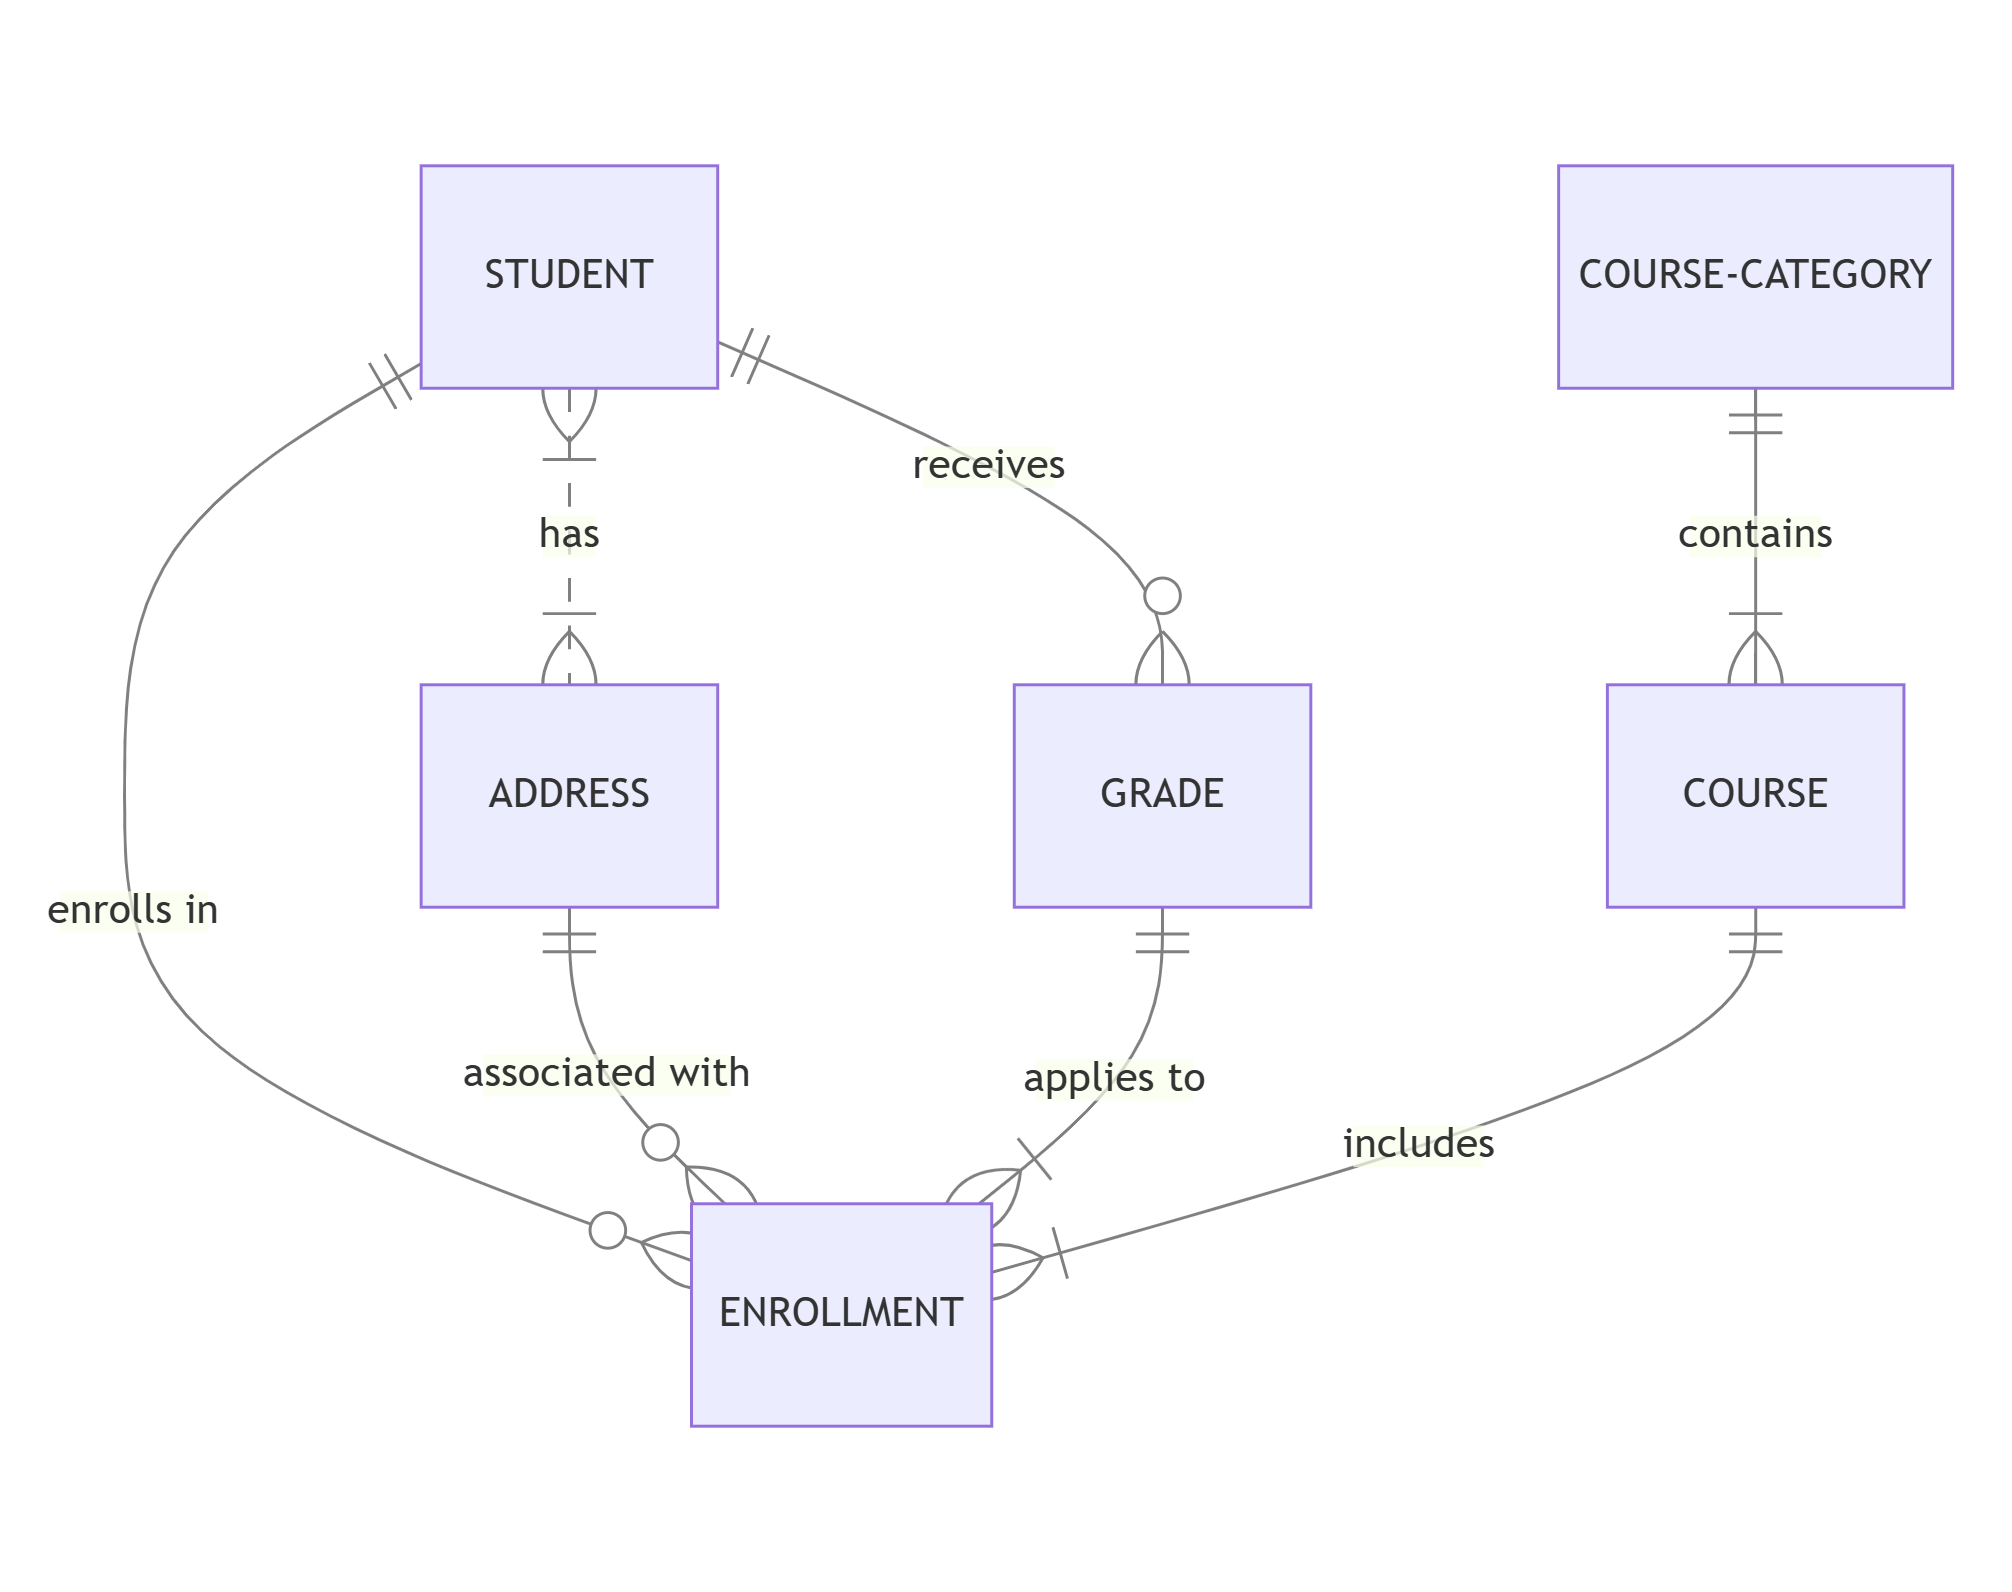 STUDENT
COURSE-CATEGORY
receives
has
contains
ADDRESS
GRADE
COURSE
enrolls in
associated with
applies to
includes
ENROLLMENT